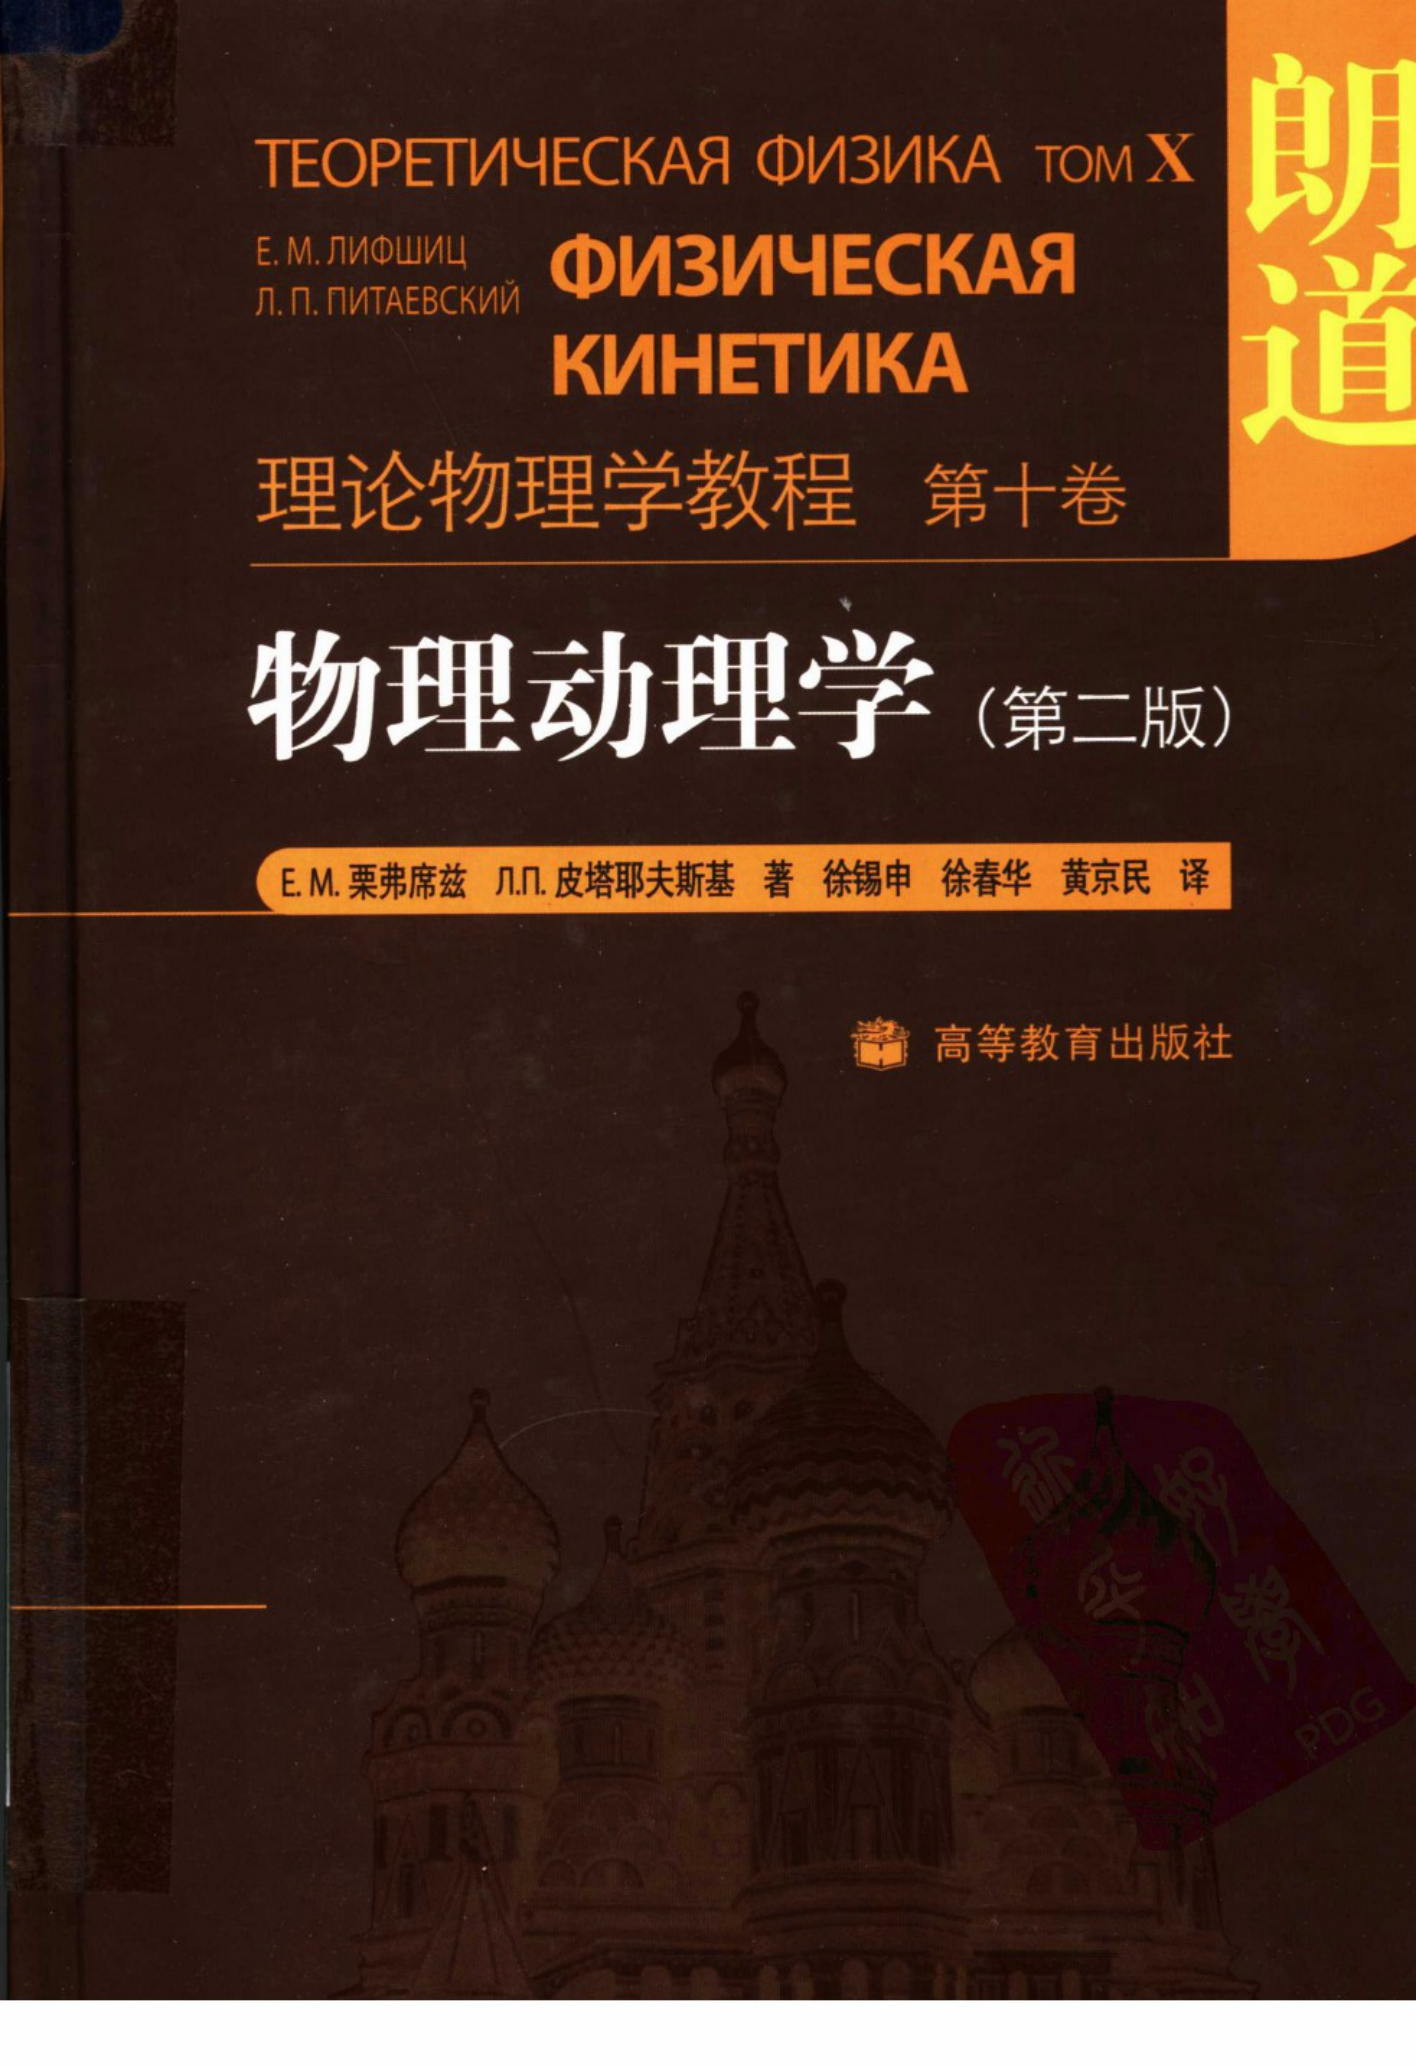 朗道
ТЕОРЕТИЧЕСКАЯ ФИЗИКА ТОМ X
Е. М. ЛИФШИЦ
Л. П. ПИТАЕВСКИЙ
ФИЗИЧЕСКАЯ
КИНЕТИКА
理论物理学教程 第十卷
物理动理学（第二版）
Е. М. 栗弗席兹 Л.П. 皮塔耶夫斯基 著 徐锡申 徐春华 黄京民 译
高等教育出版社
PDG